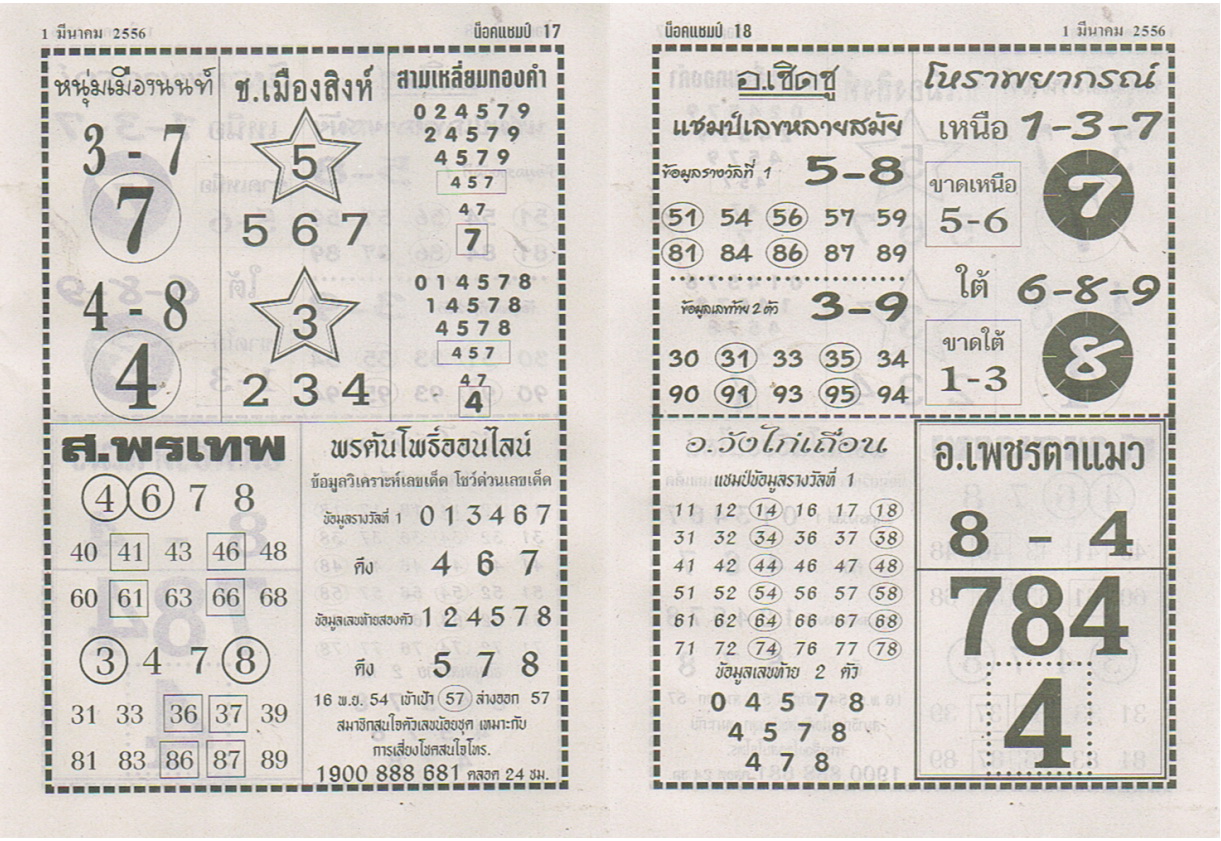 1 มีนาคม 2556
น็อคแชมป์ 17
หนุ่มเมืองนนท์
3 - 7
7
4 - 8
4
ช.เมืองสิงห์
5
5 6 7
3
2 3 4
สามเหลี่ยมทองคำ
0 2 4 5 7 9
2 4 5 7 9
4 5 7 9
4 5 7
4 7
7
0 1 4 5 7 8
1 4 5 7 8
4 5 7 8
4 5 7
4 7
4
ส.พรเทพ
4 6 7 8
40 41 43 46 48
60 61 63 66 68
3 4 7 8
31 33 36 37 39
81 83 86 87 89
พรตันโพธิ์ออนไลน์
ข้อมูลวิเคราะห์เลขเด็ด โชว์ด่วนเลขเด็ด
ข้อมูลรางวัลที่ 1 0 1 3 4 6 7
ดึง 4 6 7
ข้อมูลเลขท้ายสองตัว 1 2 4 5 7 8
ดึง 5 7 8
16 พ.ย. 54 เข้าเป้า 57 ล่างออก 57
สมาชิกสนใจตัวเลขน้อยชุด เหมาะกับ
การเสี่ยงโชคสนใจโทร.
1900 888 681 ตลอด 24 ชม.
น็อคแชมป์ 18
1 มีนาคม 2556
อ.เชิดชู
แชมป์เลขหลายสมัย
ข้อมูลรางวัลที่ 1 5-8
51 54 56 57 59
81 84 86 87 89
ข้อมูลเลขท้าย 2 ตัว 3-9
30 31 33 35 34
90 91 93 95 94
โหราพยากรณ์
เหนือ 1-3-7
ขาดเหนือ
5-6
7
ใต้ 6-8-9
ขาดใต้
1-3
8
อ.วังไก่เถื่อน
แชมป์ข้อมูลรางวัลที่ 1
11 12 14 16 17 18
31 32 34 36 37 38
41 42 44 46 47 48
51 52 54 56 57 58
61 62 64 66 67 68
71 72 74 76 77 78
ข้อมูลเลขท้าย 2 ตัว
0 4 5 7 8
4 5 7 8
4 7 8
อ.เพชรตาแมว
8 - 4
784
4